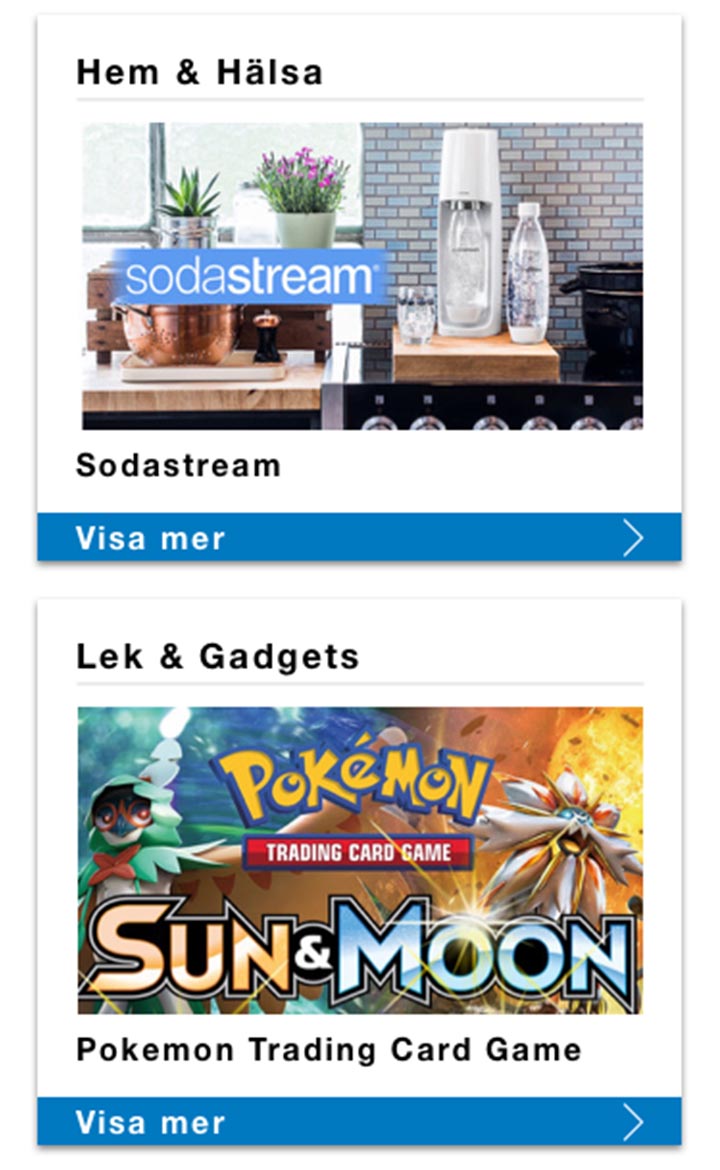 Hem & Hälsa
sodastream®
Sodastream
Visa mer
Lek & Gadgets
POKéMON
TRADING CARD GAME
SUN & MOON
Pokemon Trading Card Game
Visa mer